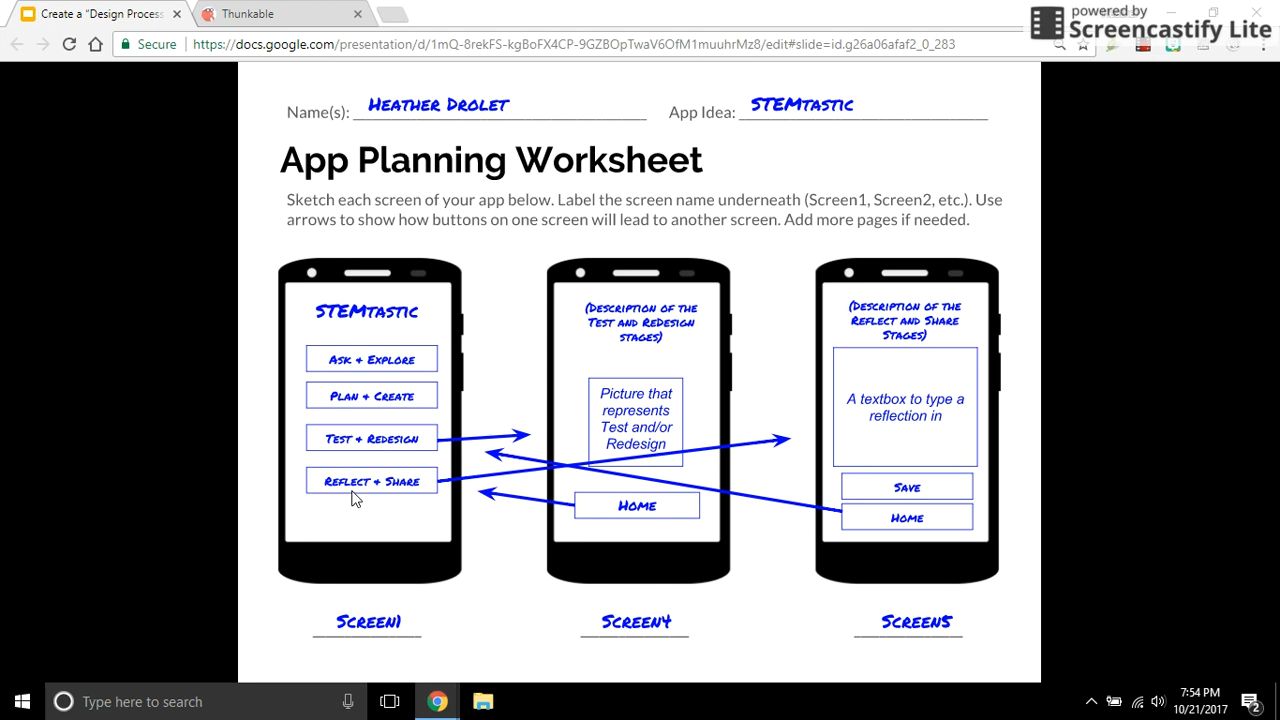 Create a "Design Process
Thunkable
powered by
Screencastify Lite
Secure
https://docs.google.com
edit#slide=id.g26a06afaf2_0_283
Name(s): Heather Drolet
App Idea: STEMtastic
App Planning Worksheet
Sketch each screen of your app below. Label the screen name underneath (Screen1, Screen2, etc.). Use
arrows to show how buttons on one screen will lead to another screen. Add more pages if needed.
STEMtastic
Ask & Explore
Plan & Create
Test & Redesign
Reflect & Share
Screen1
(Description of the
Test and Redesign
stages)
Picture that
represents
Test and/or
Redesign
Home
Screen4
(Description of the
Reflect and Share
Stages)
A textbox to type a
reflection in
Save
Home
Screen5
Type here to search
7:54 PM
10/21/2017
2